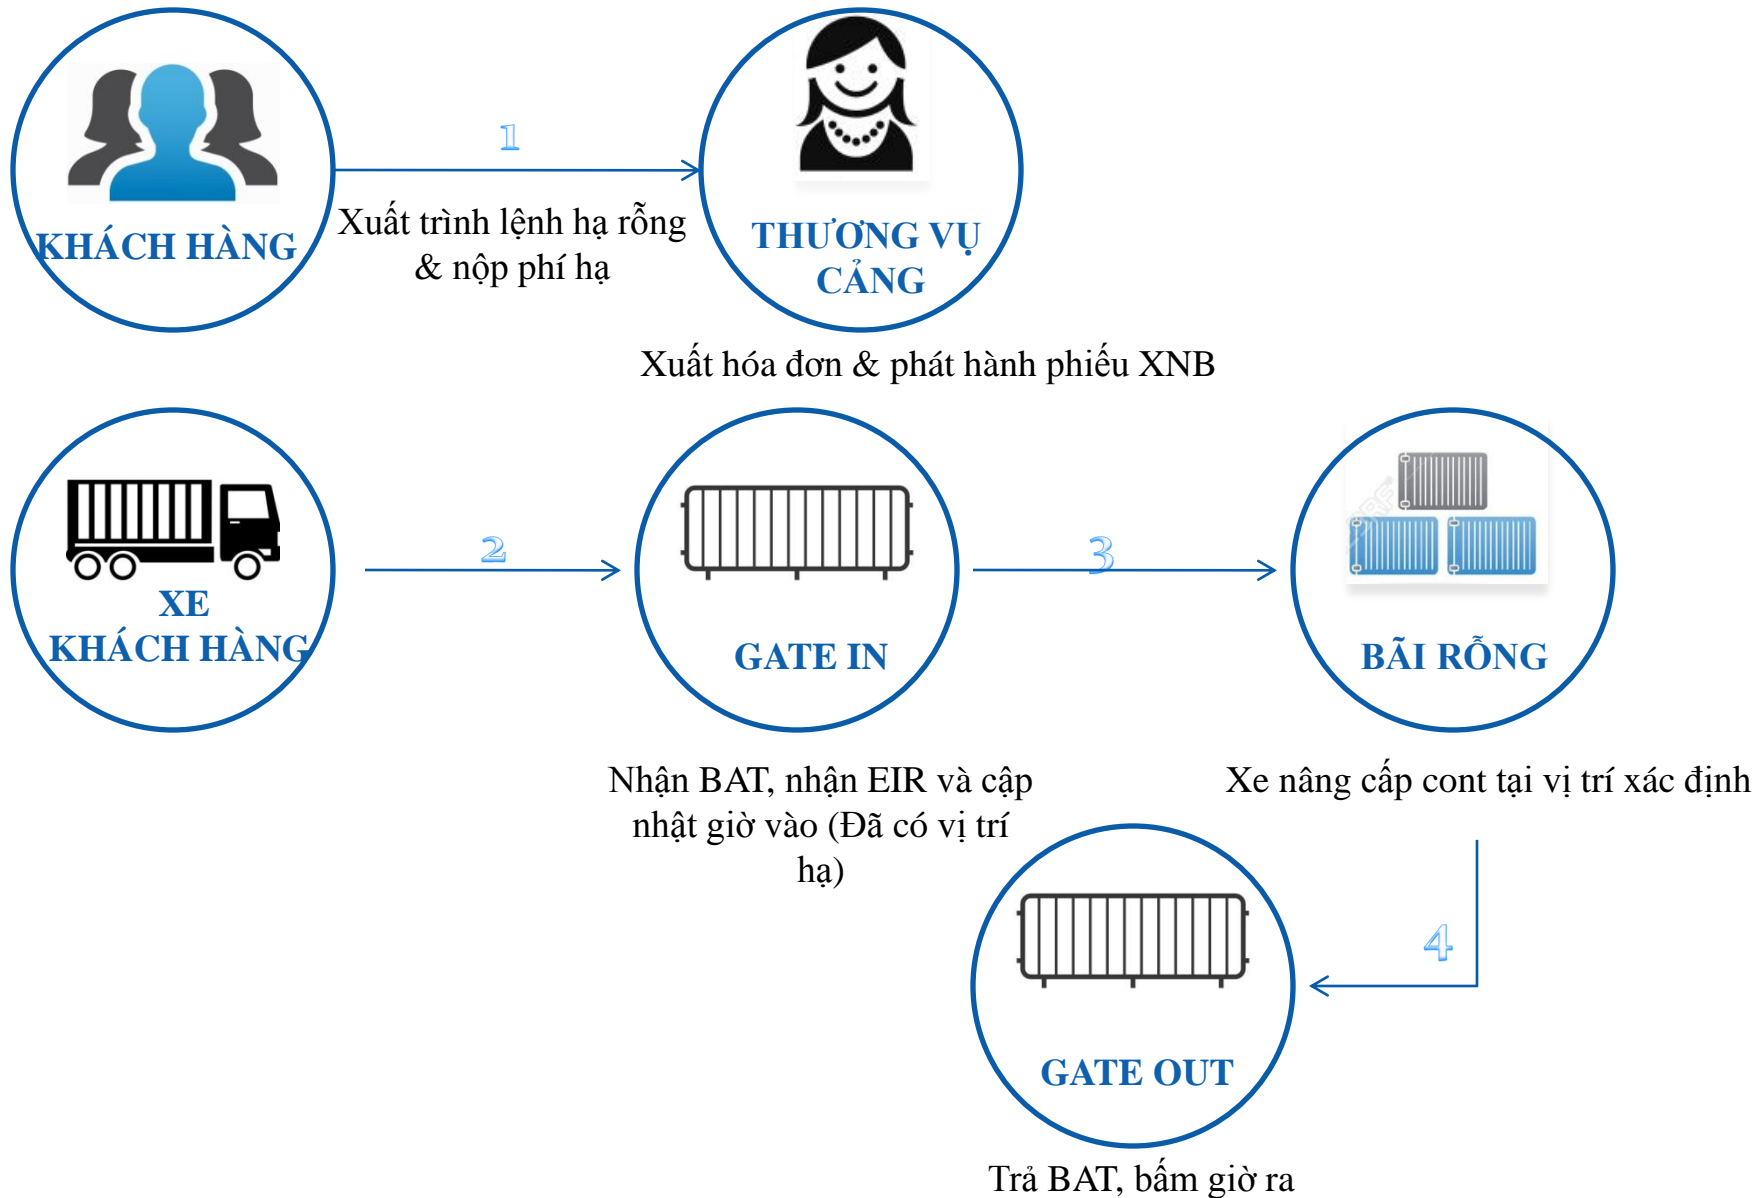 1
KHÁCH HÀNG
Xuất trình lệnh hạ rỗng
& nộp phí hạ
THƯƠNG VỤ
CẢNG
Xuất hóa đơn & phát hành phiếu XNB
2
3
XE
KHÁCH HÀNG
GATE IN
BÃI RỖNG
Nhận BAT, nhận EIR và cập
nhật giờ vào (Đã có vị trí
hạ)
Xe nâng cấp cont tại vị trí xác định
4
GATE OUT
Trả BAT, bấm giờ ra